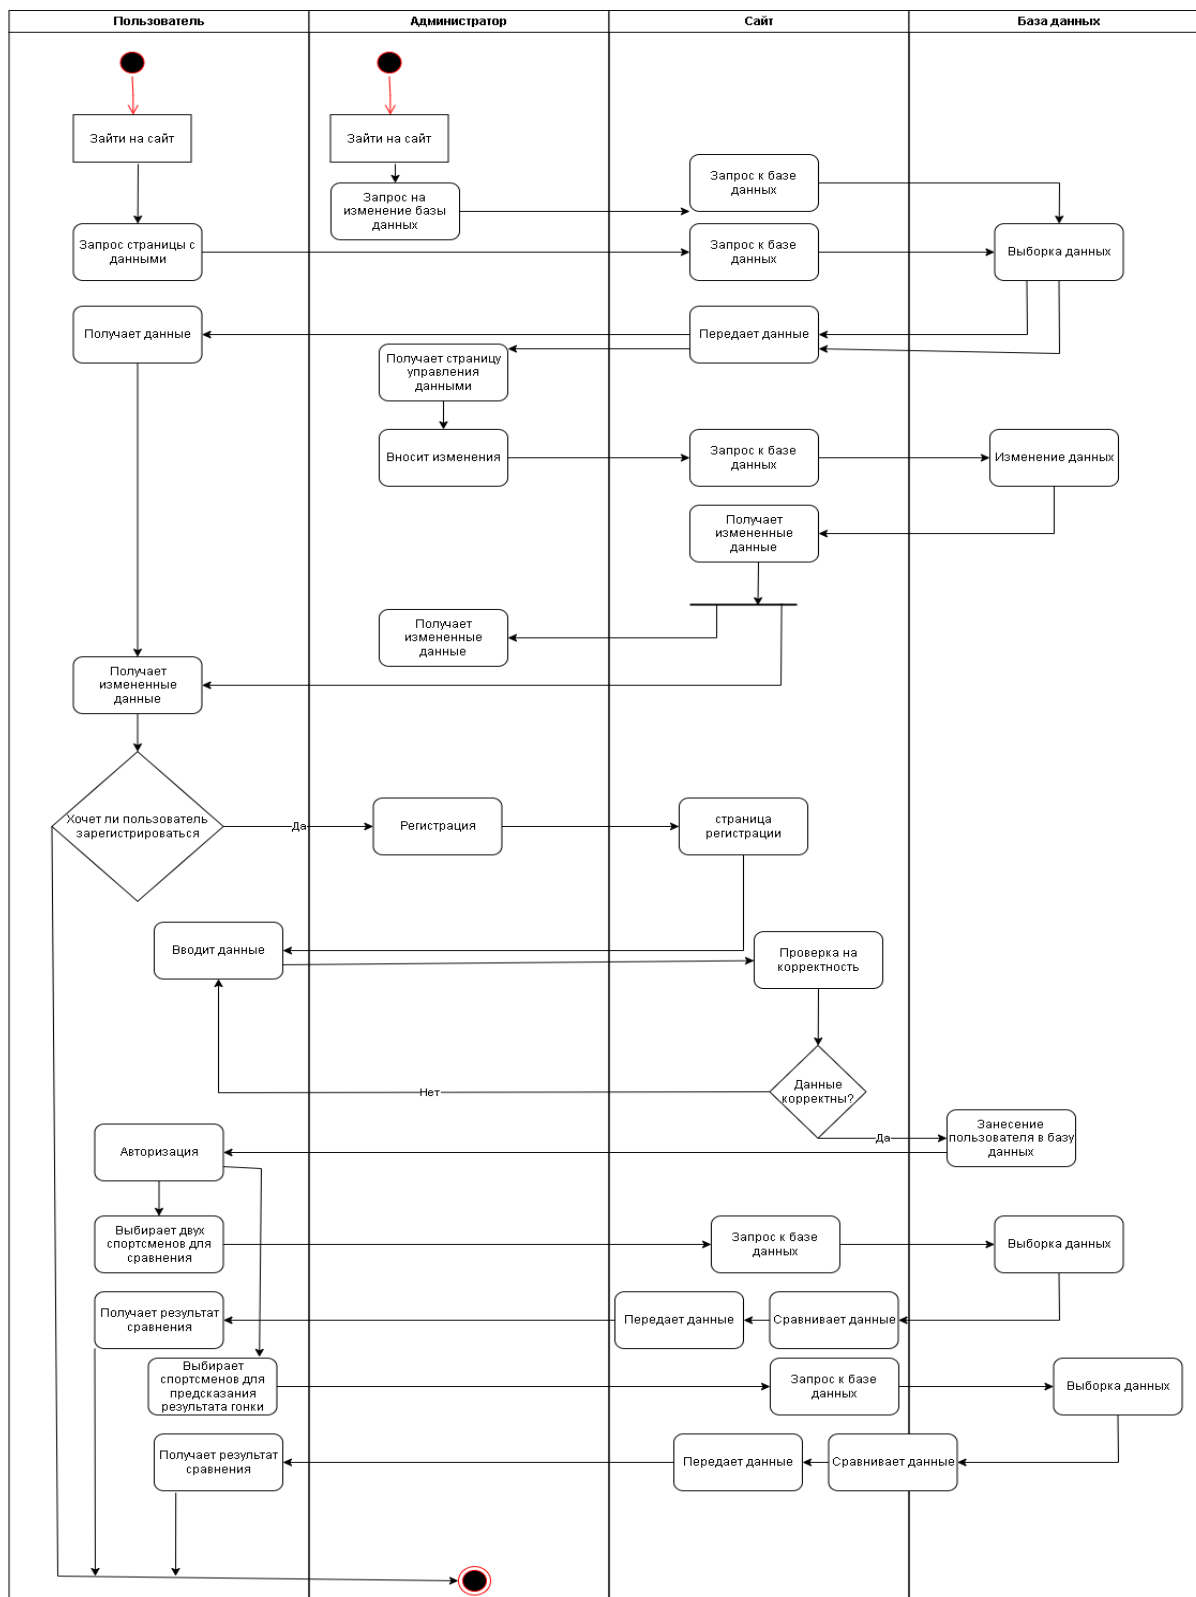 Пользователь
Администратор
Сайт
База данных
Зайти на сайт
Зайти на сайт
Запрос к базе
данных
Запрос на
изменение базы
данных
Запрос страницы с
данными
Запрос к базе
данных
Выборка данных
Получает данные
Передает данные
Получает страницу
управления
данными
Вносит изменения
Запрос к базе
данных
Изменение данных
Получает
измененные
данные
Получает
измененные
данные
Получает
измененные
данные
Хочет ли пользователь
зарегистрироваться
Да
Регистрация
страница
регистрации
Вводит данные
Проверка на
корректность
Данные
корректны?
Нет
Да
Занесение
пользователя в базу
данных
Авторизация
Выбирает двух
спортсменов для
сравнения
Запрос к базе
данных
Выборка данных
Получает результат
сравнения
Передает данные
Сравнивает данные
Выбирает
спортсменов для
предсказания
результата гонки
Запрос к базе
данных
Выборка данных
Получает результат
сравнения
Передает данные
Сравнивает данные